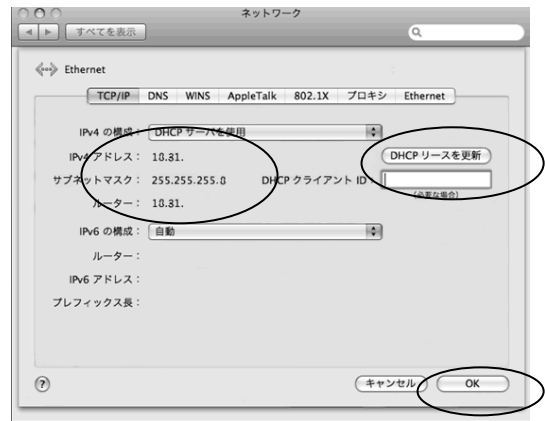 ネットワーク
すべてを表示
Ethernet
TCP/IP DNS WINS AppleTalk 802.1X プロキシ Ethernet
IPv4 の構成： DHCP サーバを使用
IPv4 アドレス： 10.31. DHCP リースを更新
サブネットマスク： 255.255.255.0 DHCP クライアント ID：
ルーター： 10.31. (必要な場合)
IPv6 の構成： 自動
ルーター：
IPv6 アドレス：
プレフィックス長：
? キャンセル OK